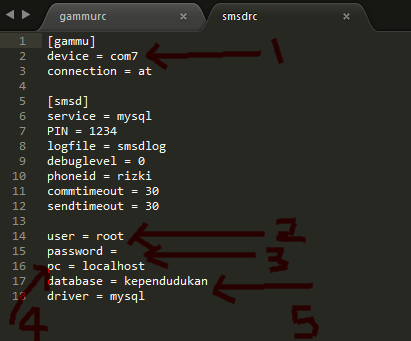 gammurc × smsdrc ×
1 [gammu]
2 device = com7
3 connection = at
4
5 [smsd]
6 service = mysql
7 PIN = 1234
8 logfile = smsdlog
9 debuglevel = 0
10 phoneid = rizki
11 commtimeout = 30
12 sendtimeout = 30
13
14 user = root
15 password =
16 pc = localhost
17 database = kependudukan
18 driver = mysql
1
2
3
4
5